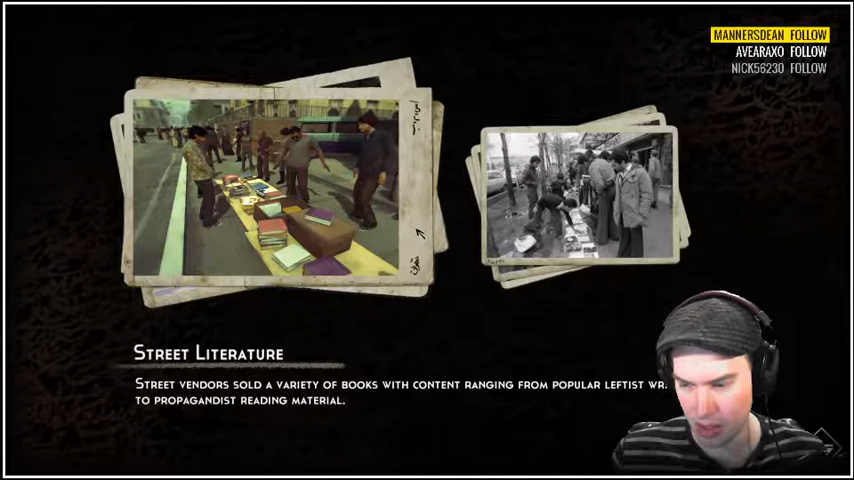 MANNERSDEAN FOLLOW
AVEARAXO FOLLOW
NICK56230 FOLLOW
STREET LITERATURE
STREET VENDORS SOLD A VARIETY OF BOOKS WITH CONTENT RANGING FROM POPULAR LEFTIST
TO PROPAGANDIST READING MATERIAL.